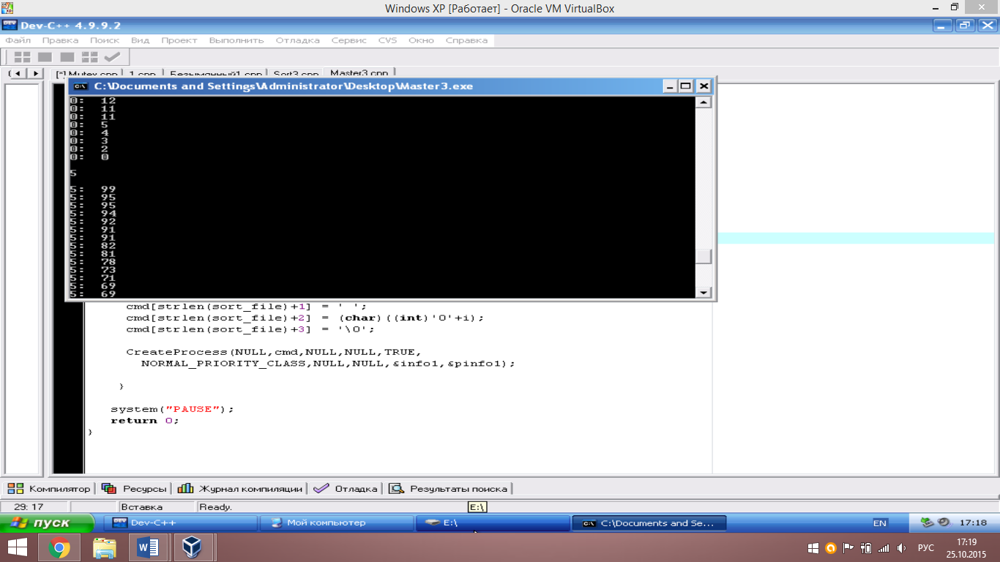 Windows XP [Работает] - Oracle VM VirtualBox
Dev-C++ 4.9.9.2
Файл Правка Поиск Вид Проект Выполнить Отладка Сервис CVS Окно Справка
[*] Mutex.cpp 1.cpp Безымянный1.cpp Sort3.cpp Master3.cpp
C:\Documents and Settings\Administrator\Desktop\Master3.exe
0: 12
0: 11
0: 11
0: 5
0: 4
0: 3
0: 2
0: 0
5
5: 99
5: 95
5: 95
5: 94
5: 92
5: 91
5: 91
5: 82
5: 81
5: 78
5: 73
5: 71
5: 69
5: 69
cmd[strlen(sort_file)+1] = ' ';
cmd[strlen(sort_file)+2] = (char)((int)'0'+i);
cmd[strlen(sort_file)+3] = '\0';
CreateProcess(NULL,cmd,NULL,NULL,TRUE,
NORMAL_PRIORITY_CLASS,NULL,NULL,&info1,&pinfo1);
}
system("PAUSE");
return 0;
}
Компилятор Ресурсы Журнал компиляции Отладка Результаты поиска
29: 17 Вставка Ready.
E:\
пуск Dev-C++ Мой компьютер E:\ C:\Documents and Se... EN 17:18
РУС 17:19
25.10.2015